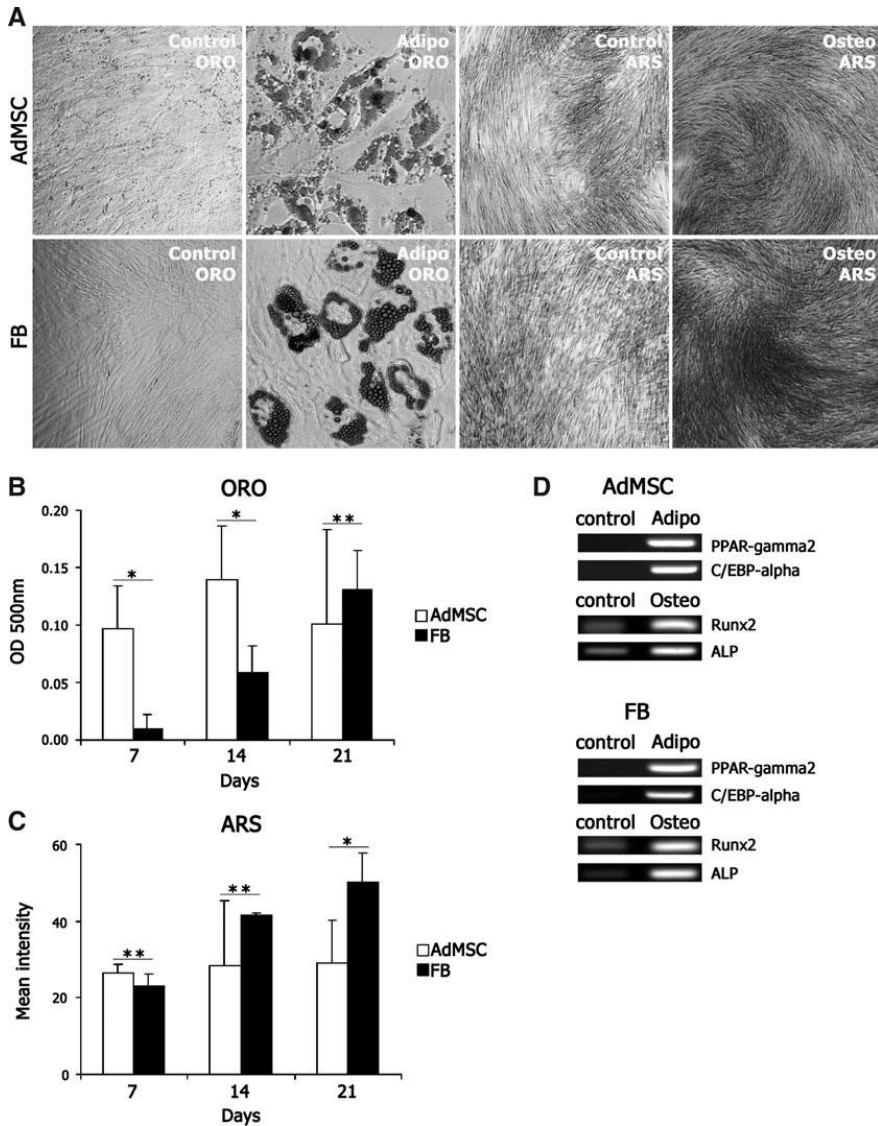 A
Control
ORO
Adipo
ORO
Control
ARS
Osteo
ARS
AdMSC
Control
ORO
Adipo
ORO
Control
ARS
Osteo
ARS
FB
B
ORO
OD 500nm
0.20
0.15
0.10
0.05
0.00
*
*
**
7
14
21
Days
AdMSC
FB
C
ARS
Mean intensity
60
40
20
0
**
**
*
7
14
21
Days
AdMSC
FB
D
AdMSC
control Adipo
PPAR-gamma2
C/EBP-alpha
control Osteo
Runx2
ALP
FB
control Adipo
PPAR-gamma2
C/EBP-alpha
control Osteo
Runx2
ALP